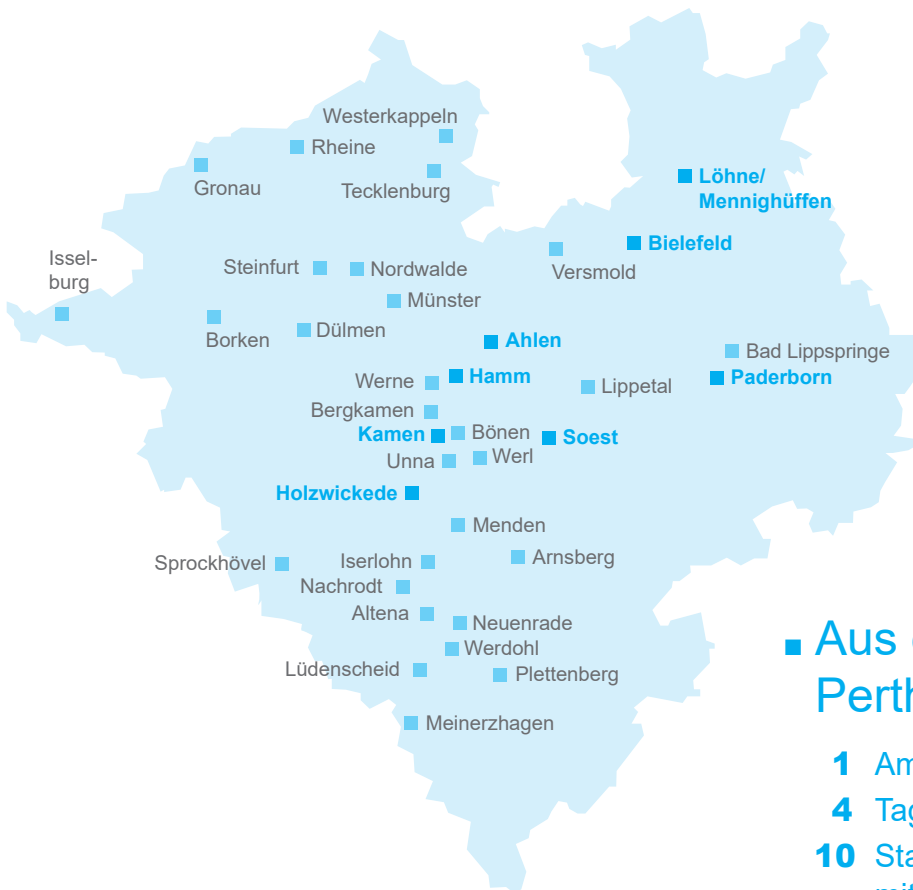 Westerkappeln
Rheine
Gronau
Tecklenburg
Löhne/
Mennighüffen
Bielefeld
Versmold
Issel-
burg
Steinfurt
Nordwalde
Münster
Borken
Dülmen
Ahlen
Bad Lippspringe
Werne
Hamm
Lippetal
Paderborn
Bergkamen
Kamen
Bönen
Soest
Unna
Werl
Holzwickede
Menden
Sprockhövel
Iserlohn
Arnsberg
Nachrodt
Altena
Neuenrade
Werdohl
Lüdenscheid
Plettenberg
Meinerzhagen
Aus
Perth
1 Am
4 Tag
10 Sta